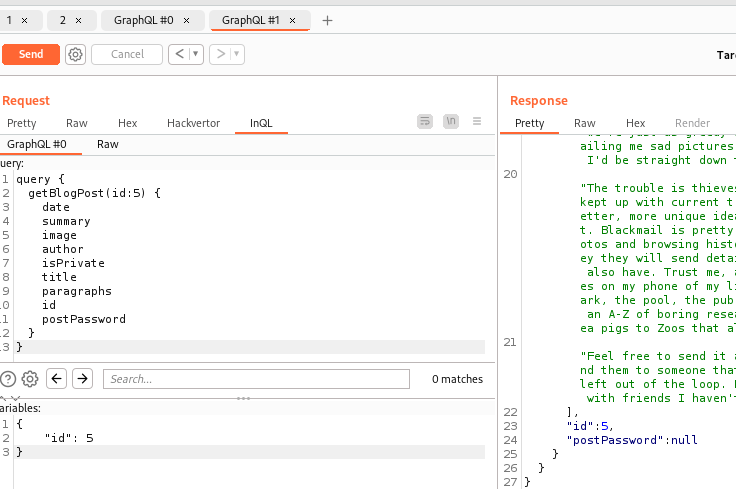 1 × 2 × GraphQL #0 × GraphQL #1 × +
Send Cancel < ▾ > ▾
Request
Pretty Raw Hex Hackvertor InQL \n
GraphQL #0 Raw
uery:
1 query {
2 getBlogPost(id:5) {
3 date
4 summary
5 image
6 author
7 isPrivate
8 title
9 paragraphs
10 id
11 postPassword
12 }
13 }
? Search... 0 matches
ariables:
1 {
2 "id": 5
3 }
Response
Pretty Raw Hex Render
ailing me sad pictures
I'd be straight down
20
"The trouble is thieves
kept up with current t
etter, more unique idea
t. Blackmail is pretty
otos and browsing hist
ey they will send detai
also have. Trust me, a
es on my phone of my li
ark, the pool, the pub
an A-Z of boring resea
ea pigs to Zoos that al
21
"Feel free to send it a
nd them to someone that
left out of the loop.
with friends I haven't
22 ],
23 "id":5,
24 "postPassword":null
25 }
26 }
27 }